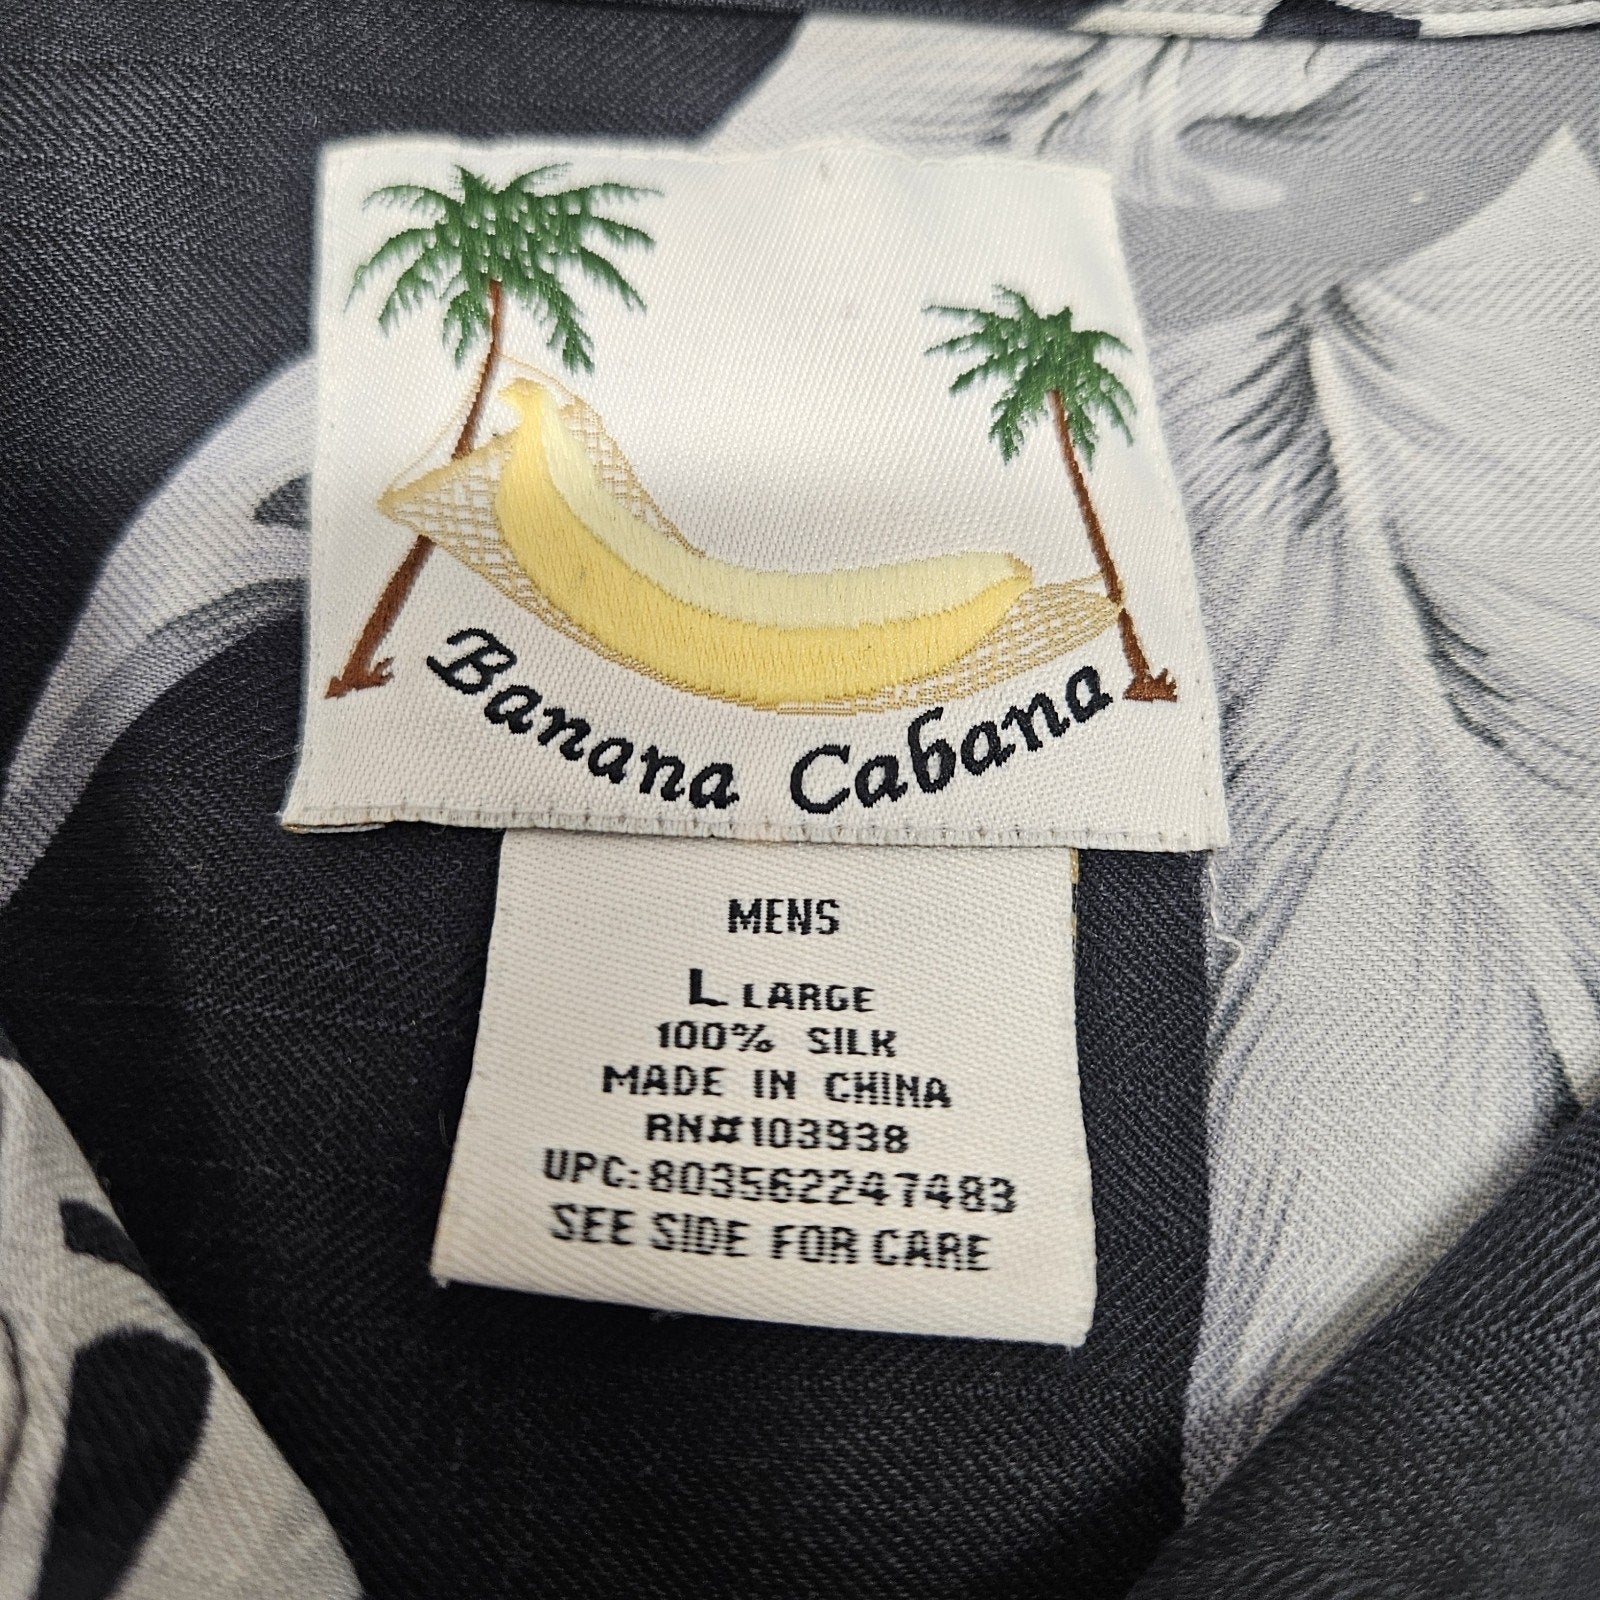 Banana Cabana
MENS
L LARGE
100% SILK
MADE IN CHINA
RN#103938
UPC:803562247483
SEE SIDE FOR CARE